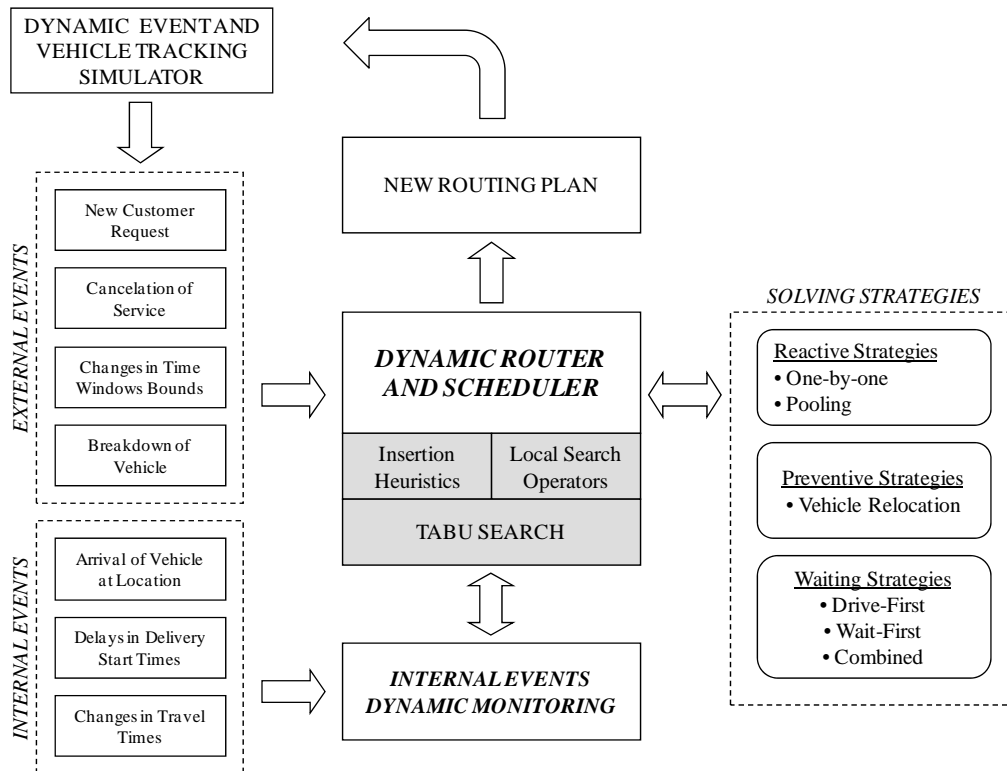 DYNAMIC EVENT AND
VEHICLE TRACKING
SIMULATOR
NEW ROUTING PLAN
EXTERNAL EVENTS
New Customer
Request
Cancelation of
Service
Changes in Time
Windows Bounds
Breakdown of
Vehicle
DYNAMIC ROUTER
AND SCHEDULER
Insertion
Heuristics
Local Search
Operators
TABU SEARCH
SOLVING STRATEGIES
Reactive Strategies
• One-by-one
• Pooling
Preventive Strategies
• Vehicle Relocation
Waiting Strategies
• Drive-First
• Wait-First
• Combined
INTERNAL EVENTS
Arrival of Vehicle
at Location
Delays in Delivery
Start Times
Changes in Travel
Times
INTERNAL EVENTS
DYNAMIC MONITORING